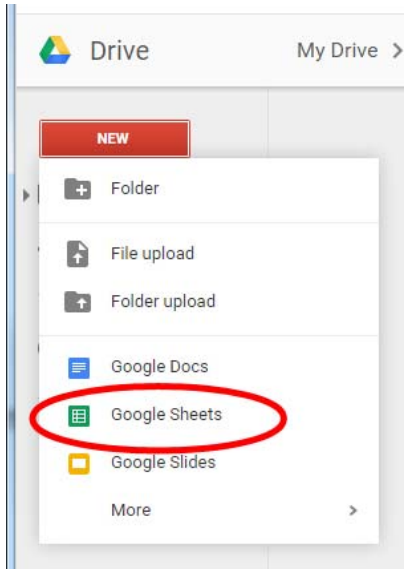 Drive My Drive >
NEW
Folder
File upload
Folder upload
Google Docs
Google Sheets
Google Slides
More >